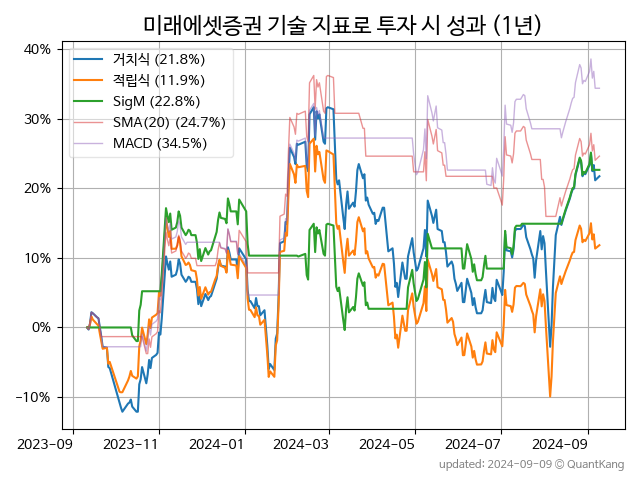 미래에셋증권 기술 지표로 투자 시 성과 (1년)
40%
30%
20%
10%
0%
−10%
거치식 (21.8%)
적립식 (11.9%)
SigM (22.8%)
SMA(20) (24.7%)
MACD (34.5%)
2023-09 2023-11 2024-01 2024-03 2024-05 2024-07 2024-09
updated: 2024-09-09 © QuantKang